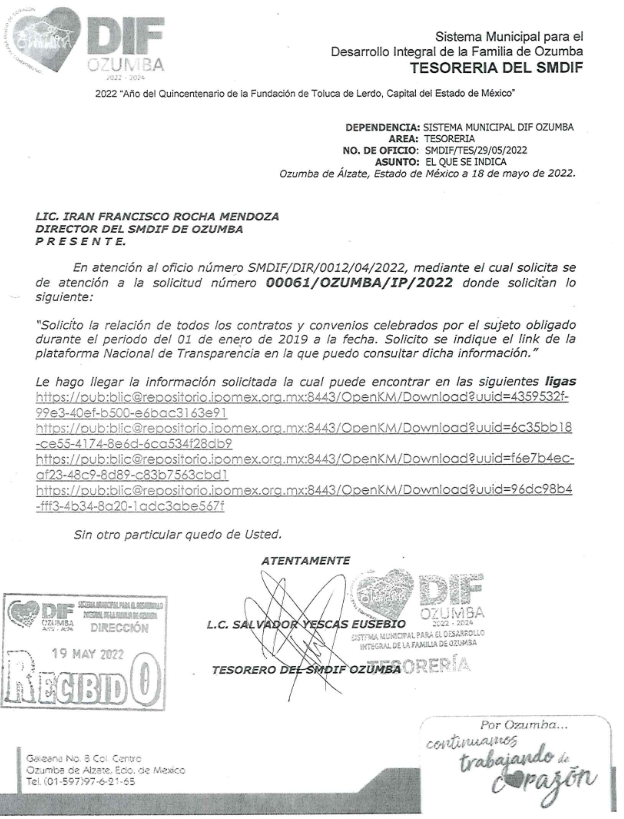 DIF
OZUMBA
2022 - 2024
Sistema Municipal para el
Desarrollo Integral de la Familia de Ozumba
TESORERIA DEL SMDIF
2022 "Año del Quincentenario de la Fundación de Toluca de Lerdo, Capital del Estado de México"
DEPENDENCIA: SISTEMA MUNICIPAL DIF OZUMBA
AREA: TESORERIA
NO. DE OFICIO: SMDIF/TES/29/05/2022
ASUNTO: EL QUE SE INDICA
Ozumba de Álzate, Estado de México a 18 de mayo de 2022.
LIC. IRAN FRANCISCO ROCHA MENDOZA
DIRECTOR DEL SMDIF DE OZUMBA
P R E S E N T E.
En atención al oficio número SMDIF/DIR/0012/04/2022, mediante el cual solicita se
de atención a la solicitud número 00061/OZUMBA/IP/2022 donde solicitan lo
siguiente:
"Solicito la relación de todos los contratos y convenios celebrados por el sujeto obligado
durante el periodo del 01 de enero de 2019 a la fecha. Solicito se indique el link de la
plataforma Nacional de Transparencia en la que puedo consultar dicha información."
Le hago llegar la información solicitada la cual puede encontrar en las siguientes ligas
https://pub:blic@repositorio.ipomex.org.mx:8443/OpenKM/Download?uuid=4359532f-
99e3-40ef-b500-e6bac3163e91
https://pub:blic@repositorio.ipomex.org.mx:8443/OpenKM/Download?uuid=6c35bb18
-ce55-4174-8e6d-6ca534f28db9
https://pub:blic@repositorio.ipomex.org.mx:8443/OpenKM/Download?uuid=f6e7b4ec-
af23-48c9-8d89-c83b7563cbd1
https://pub:blic@repositorio.ipomex.org.mx:8443/OpenKM/Download?uuid=96dc98b4
-fff3-4b34-8a20-1adc3abe567f
Sin otro particular quedo de Usted.
ATENTAMENTE
L.C. SALVADOR YESCAS EUSEBIO
TESORERO DEL SMDIF OZUMBA
DIF
OZUMBA
2022 - 2024
SISTEMA MUNICIPAL PARA EL DESARROLLO
INTEGRAL DE LA FAMILIA DE OZUMBA
TESORERÍA
DIF
OZUMBA
2022 - 2024
SISTEMA MUNICIPAL PARA EL DESARROLLO
INTEGRAL DE LA FAMILIA DE OZUMBA
DIRECCIÓN
19 MAY 2022
RECIBIDO
Galeana No. 8 Col. Centro
Ozumba de Alzate, Edo. de Mexico
Tel. (01-597)97-6-21-65
Por Ozumba...
continuamos
trabajando de
corazón